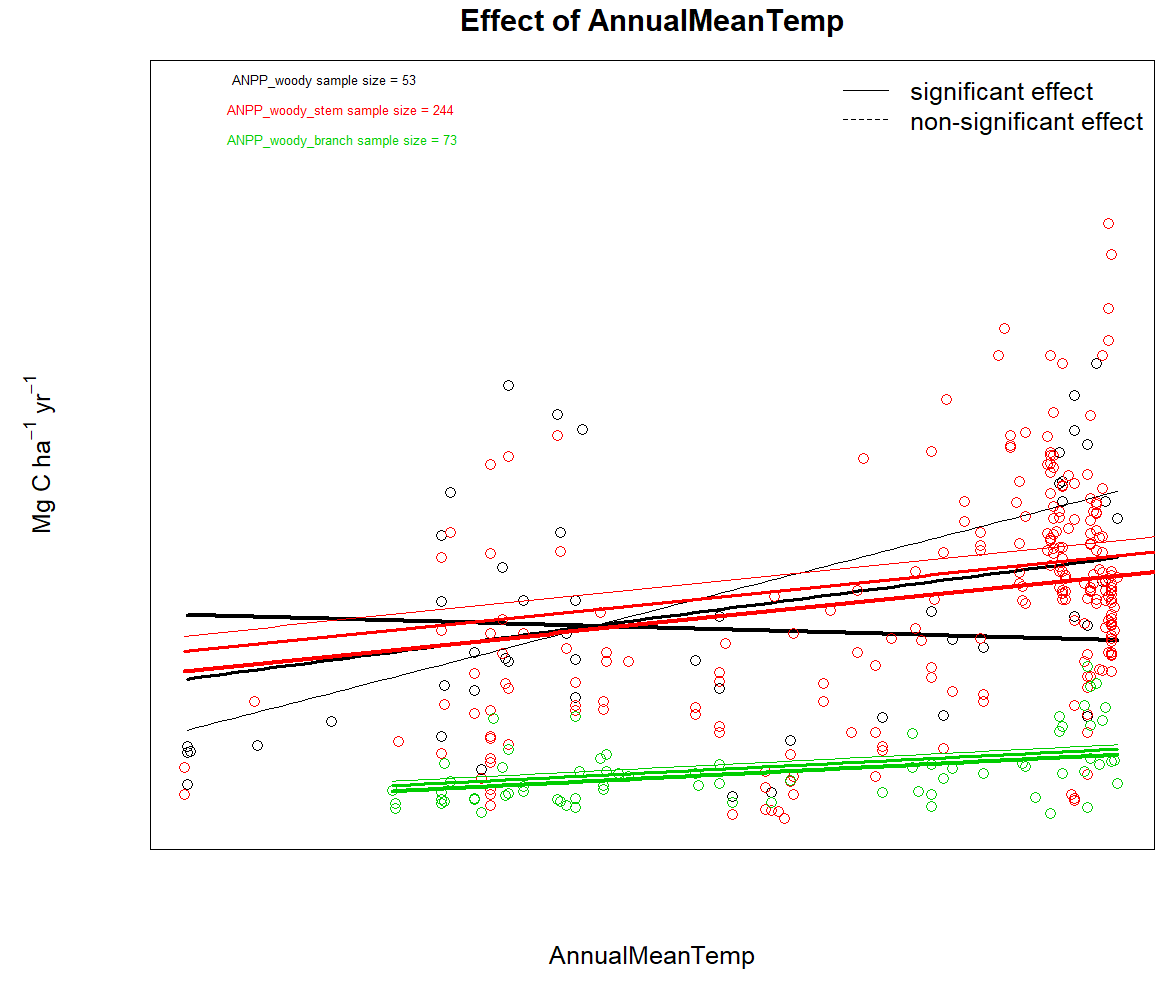 Effect of AnnualMeanTemp
ANPP_woody sample size = 53
ANPP_woody_stem sample size = 244
ANPP_woody_branch sample size = 73
significant effect
non-significant effect
Mg C ha⁻¹ yr⁻¹
AnnualMeanTemp